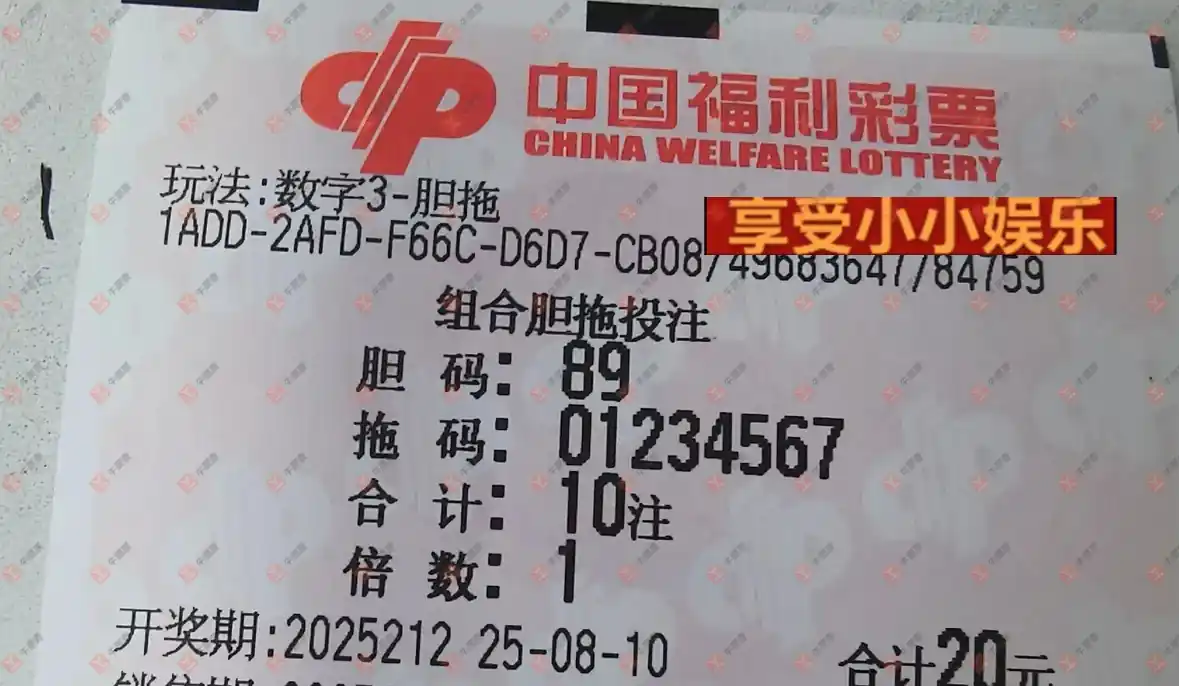 中国福利彩票
CHINA WELFARE LOTTERY
玩法:数字3-胆拖
享受小小娱乐
1ADD-2AFD-F66C-D6D7-CB08/49683647/84759
组合胆拖投注
胆 码: 89
拖 码: 01234567
合 计: 10注
倍 数: 1
开奖期:2025212 25-08-10 合计20元